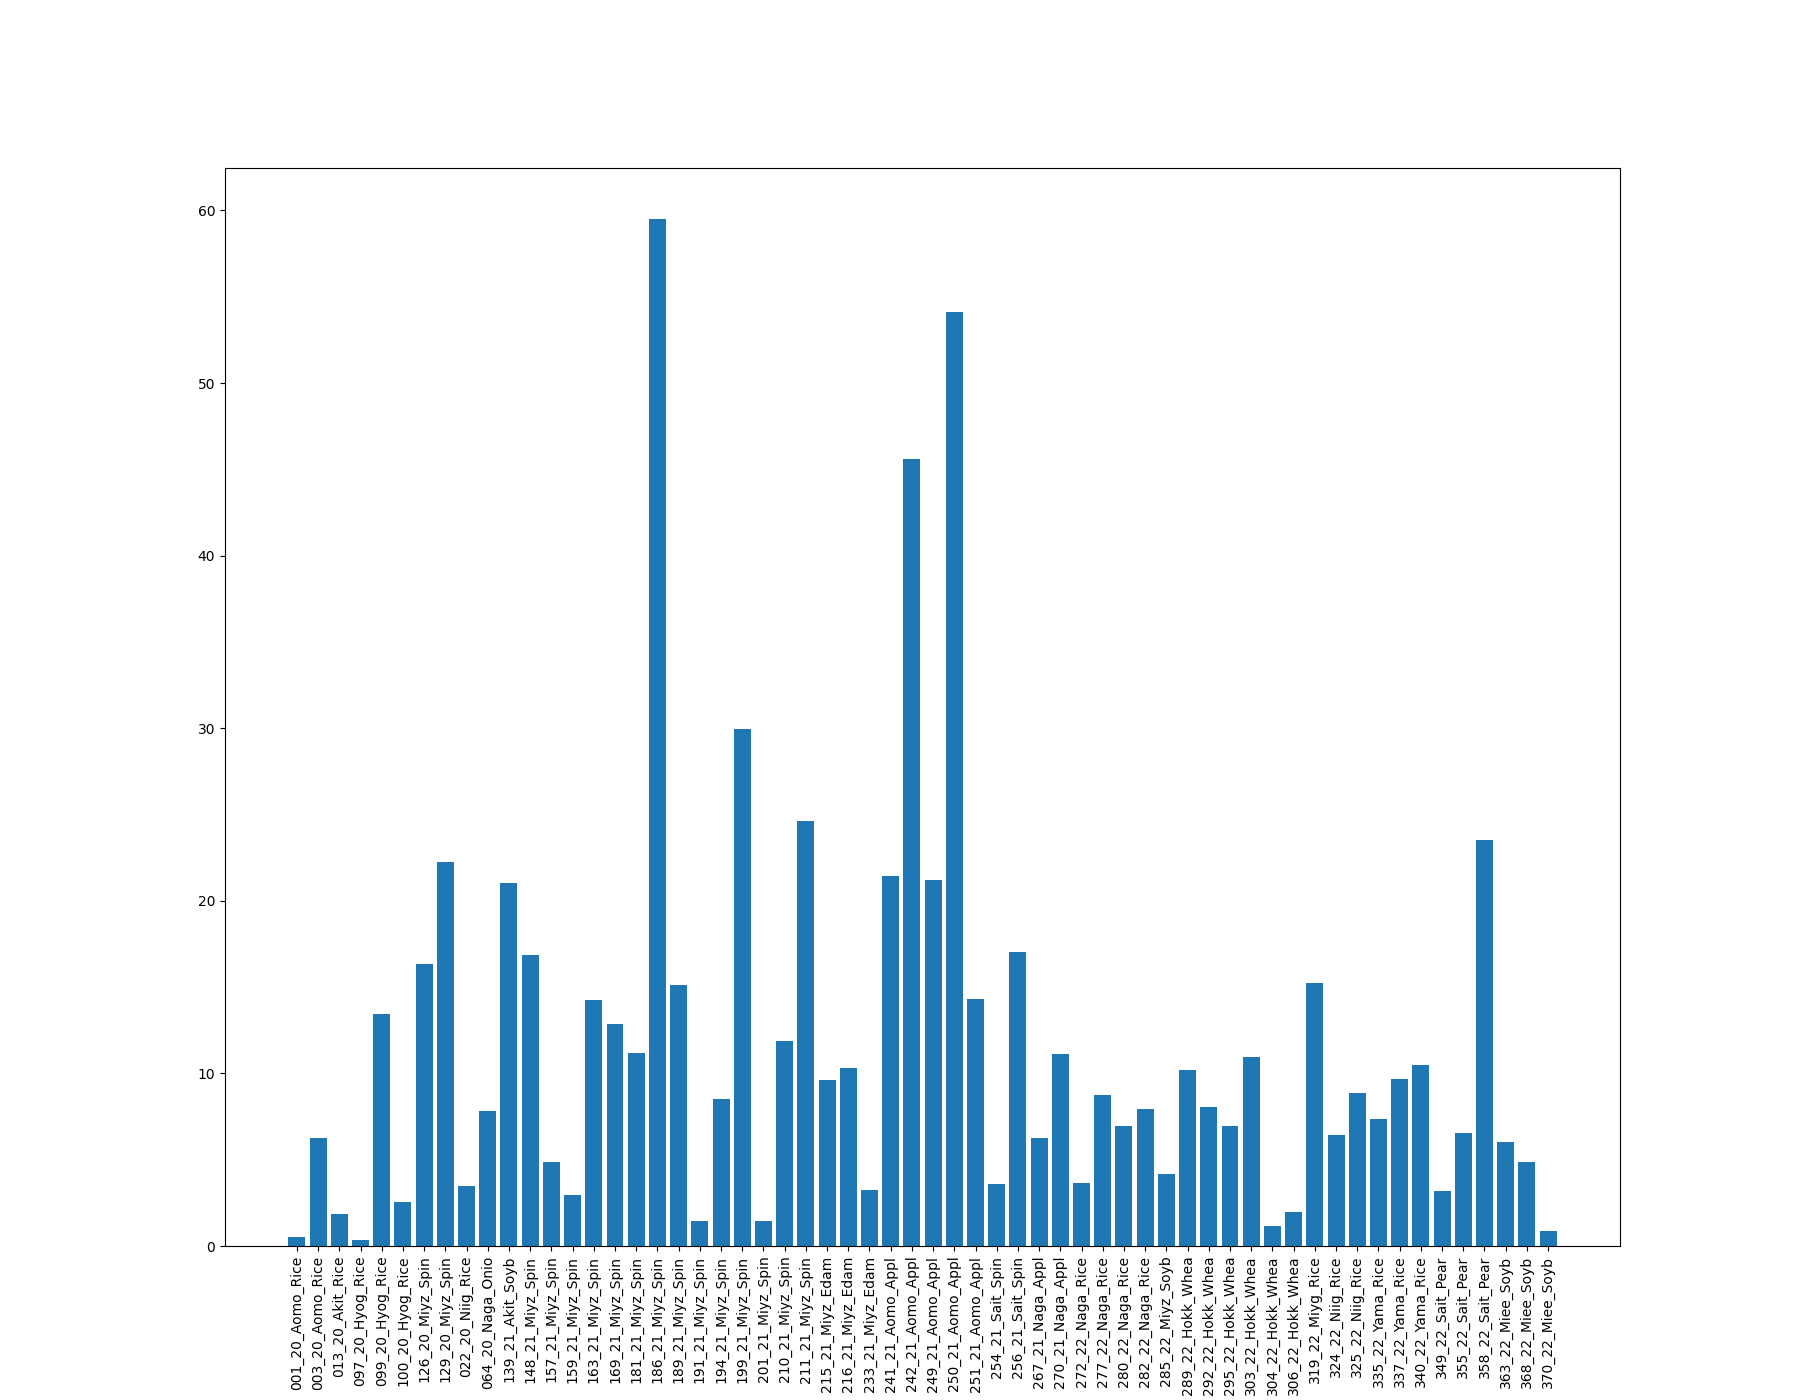 60
50
40
30
20
10
0
001_20_Aomo_Rice
003_20_Aomo_Rice
013_20_Akit_Rice
097_20_Hyog_Rice
099_20_Hyog_Rice
100_20_Hyog_Rice
126_20_Miyz_Spin
129_20_Miyz_Spin
022_20_Niig_Rice
064_20_Naga_Onio
139_21_Akit_Soyb
148_21_Miyz_Spin
157_21_Miyz_Spin
159_21_Miyz_Spin
163_21_Miyz_Spin
169_21_Miyz_Spin
181_21_Miyz_Spin
186_21_Miyz_Spin
189_21_Miyz_Spin
191_21_Miyz_Spin
194_21_Miyz_Spin
199_21_Miyz_Spin
201_21_Miyz_Spin
210_21_Miyz_Spin
211_21_Miyz_Spin
215_21_Miyz_Edam
216_21_Miyz_Edam
233_21_Miyz_Edam
241_21_Aomo_Appl
242_21_Aomo_Appl
249_21_Aomo_Appl
250_21_Aomo_Appl
251_21_Aomo_Appl
254_21_Sait_Spin
256_21_Sait_Spin
267_21_Naga_Appl
270_21_Naga_Appl
272_22_Naga_Rice
277_22_Naga_Rice
280_22_Naga_Rice
282_22_Naga_Rice
285_22_Miyz_Soyb
289_22_Hokk_Whea
292_22_Hokk_Whea
295_22_Hokk_Whea
303_22_Hokk_Whea
304_22_Hokk_Whea
306_22_Hokk_Whea
319_22_Miyg_Rice
324_22_Niig_Rice
325_22_Niig_Rice
335_22_Yama_Rice
337_22_Yama_Rice
340_22_Yama_Rice
349_22_Sait_Pear
355_22_Sait_Pear
358_22_Sait_Pear
363_22_Miee_Soyb
368_22_Miee_Soyb
370_22_Miee_Soyb